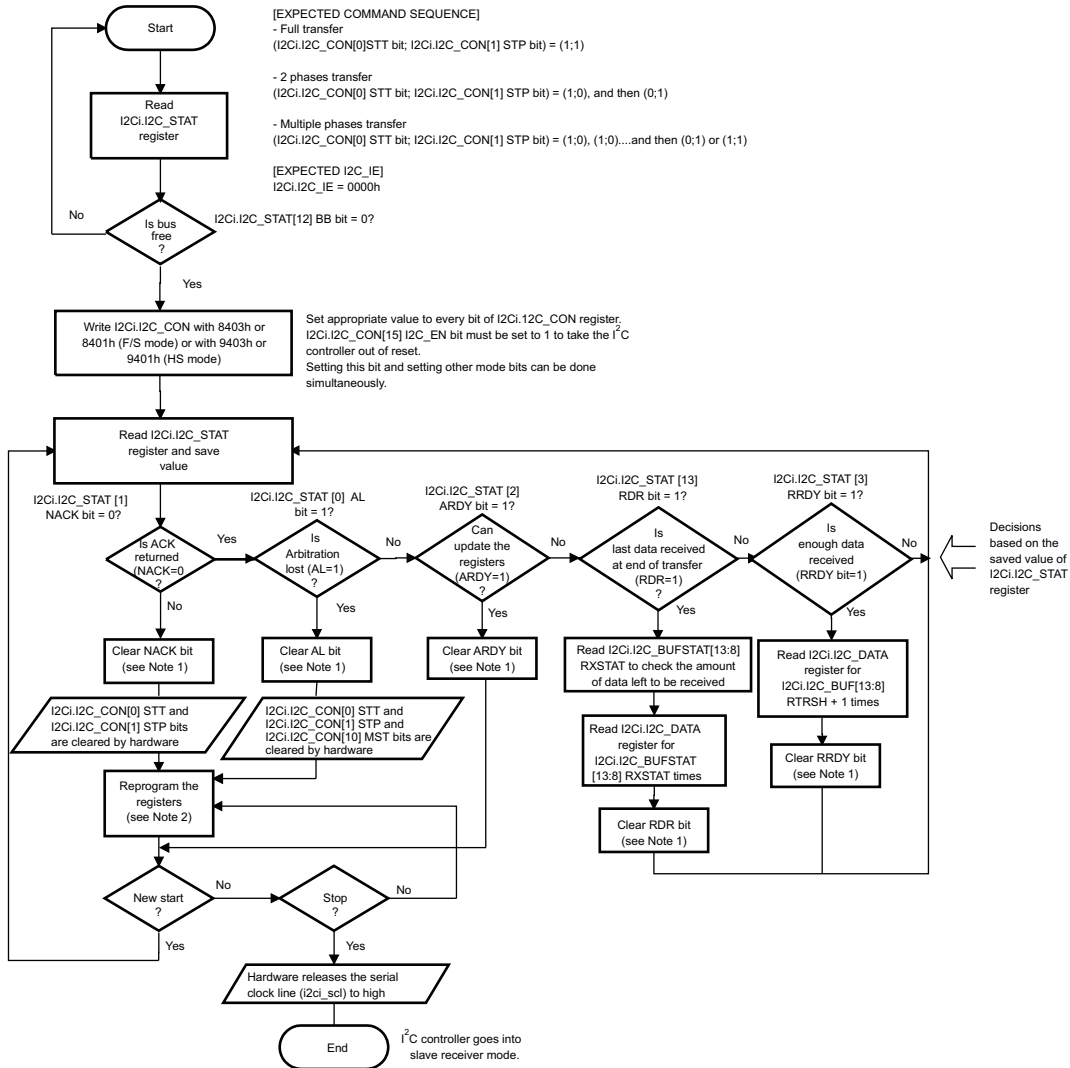 Start
[EXPECTED COMMAND SEQUENCE]
- Full transfer
(I2Ci.I2C_CON[0]STT bit; I2Ci.I2C_CON[1] STP bit) = (1;1)
- 2 phases transfer
(I2Ci.I2C_CON[0] STT bit; I2Ci.I2C_CON[1] STP bit) = (1;0), and then (0;1)
- Multiple phases transfer
(I2Ci.I2C_CON[0] STT bit; I2Ci.I2C_CON[1] STP bit) = (1;0), (1;0)....and then (0;1) or (1;1)
[EXPECTED I2C_IE]
I2Ci.I2C_IE = 0000h
Read
I2Ci.I2C_STAT
register
No
Is bus
free
?
I2Ci.I2C_STAT[12] BB bit = 0?
Yes
Write I2Ci.I2C_CON with 8403h or
8401h (F/S mode) or with 9403h or
9401h (HS mode)
Set appropriate value to every bit of I2Ci.12C_CON register.
I2Ci.I2C_CON[15] I2C_EN bit must be set to 1 to take the I2C
controller out of reset.
Setting this bit and setting other mode bits can be done
simultaneously.
Read I2Ci.I2C_STAT
register and save
value
I2Ci.I2C_STAT [1]
NACK bit = 0?
Is ACK
returned
(NACK=0
?
Yes
No
I2Ci.I2C_STAT [0] AL
bit = 1?
Is
Arbitration
lost (AL=1)
?
No
Yes
I2Ci.I2C_STAT [2]
ARDY bit = 1?
Can
update the
registers
(ARDY=1)
?
No
Yes
I2Ci.I2C_STAT [13]
RDR bit = 1?
Is
last data received
at end of transfer
(RDR=1)
?
No
Yes
I2Ci.I2C_STAT [3]
RRDY bit = 1?
Is
enough data
received
(RRDY bit=1)
No
Yes
Decisions
based on the
saved value of
I2Ci.I2C_STAT
register
Clear NACK bit
(see Note 1)
Clear AL bit
(see Note 1)
Clear ARDY bit
(see Note 1)
Read I2Ci.I2C_BUFSTAT[13:8]
RXSTAT to check the amount
of data left to be received
Read I2Ci.I2C_DATA
register for
I2Ci.I2C_BUF[13:8]
RTRSH + 1 times
I2Ci.I2C_CON[0] STT and
I2Ci.I2C_CON[1] STP bits
are cleared by hardware
I2Ci.I2C_CON[0] STT and
I2Ci.I2C_CON[1] STP and
I2Ci.I2C_CON[10] MST bits are
cleared by hardware
Read I2Ci.I2C_DATA
register for
I2Ci.I2C_BUFSTAT
[13:8] RXSTAT times
Clear RRDY bit
(see Note 1)
Reprogram the
registers
(see Note 2)
Clear RDR bit
(see Note 1)
New start
?
No
Yes
Stop
?
No
Yes
Hardware releases the serial
clock line (i2ci_scl) to high
End
I2C controller goes into
slave receiver mode.